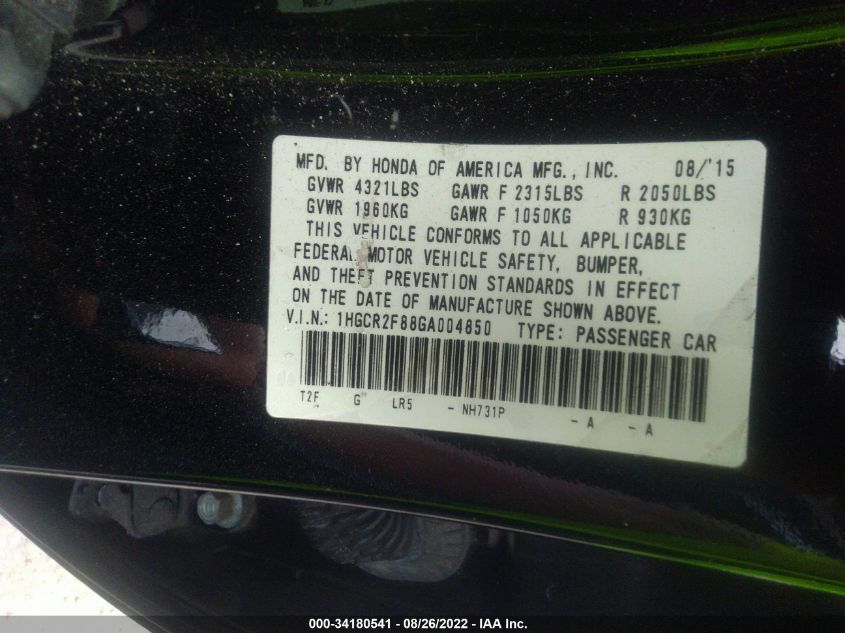 MFD. BY HONDA OF AMERICA MFG., INC. 08/'15
GVWR 4321LBS GAWR F 2315LBS R 2050LBS
GVWR 1960KG GAWR F 1050KG R 930KG
THIS VEHICLE CONFORMS TO ALL APPLICABLE
FEDERAL MOTOR VEHICLE SAFETY, BUMPER,
AND THEFT PREVENTION STANDARDS IN EFFECT
ON THE DATE OF MANUFACTURE SHOWN ABOVE.
V.I.N.: 1HGCR2F88GA004850 TYPE: PASSENGER CAR
T2F G LR5 - NH731P - A - A
000-34180541 - 08/26/2022 - IAA Inc.